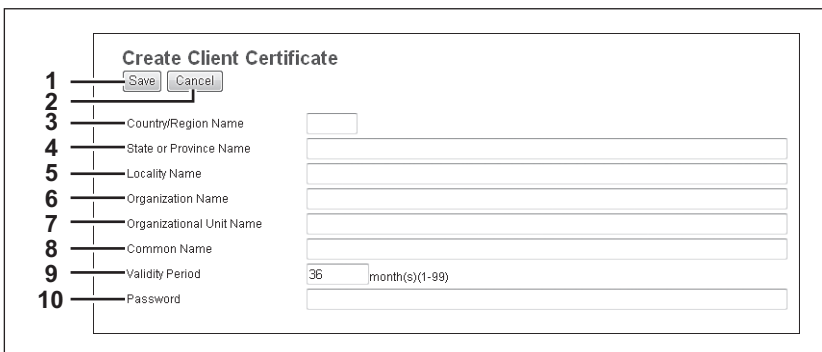 Create Client Certificate
1 Save Cancel
2
3 Country/Region Name
4 State or Province Name
5 Locality Name
6 Organization Name
7 Organizational Unit Name
8 Common Name
9 Validity Period 36 month(s)(1-99)
10 Password